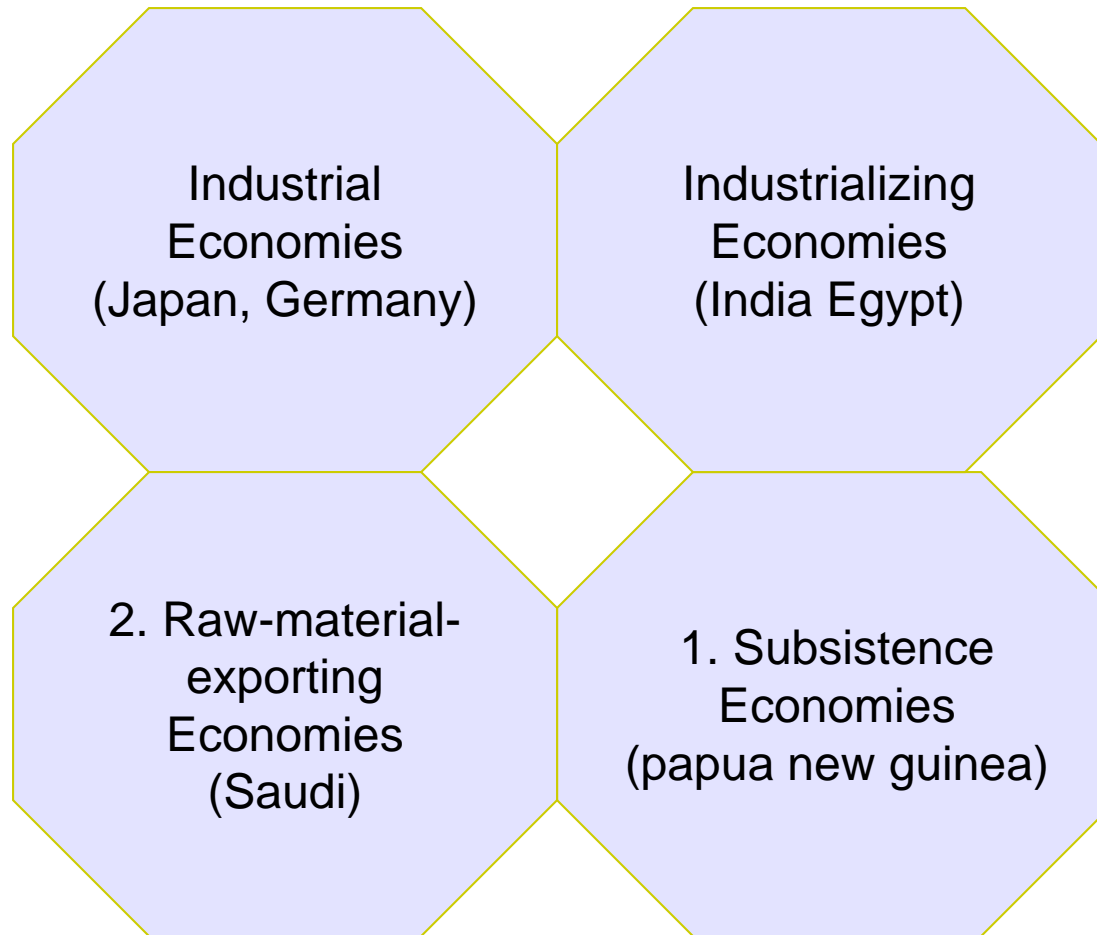 Industrial
Economies
(Japan, Germany)
Industrializing
Economies
(India Egypt)
2. Raw-material-
exporting
Economies
(Saudi)
1. Subsistence
Economies
(papua new guinea)